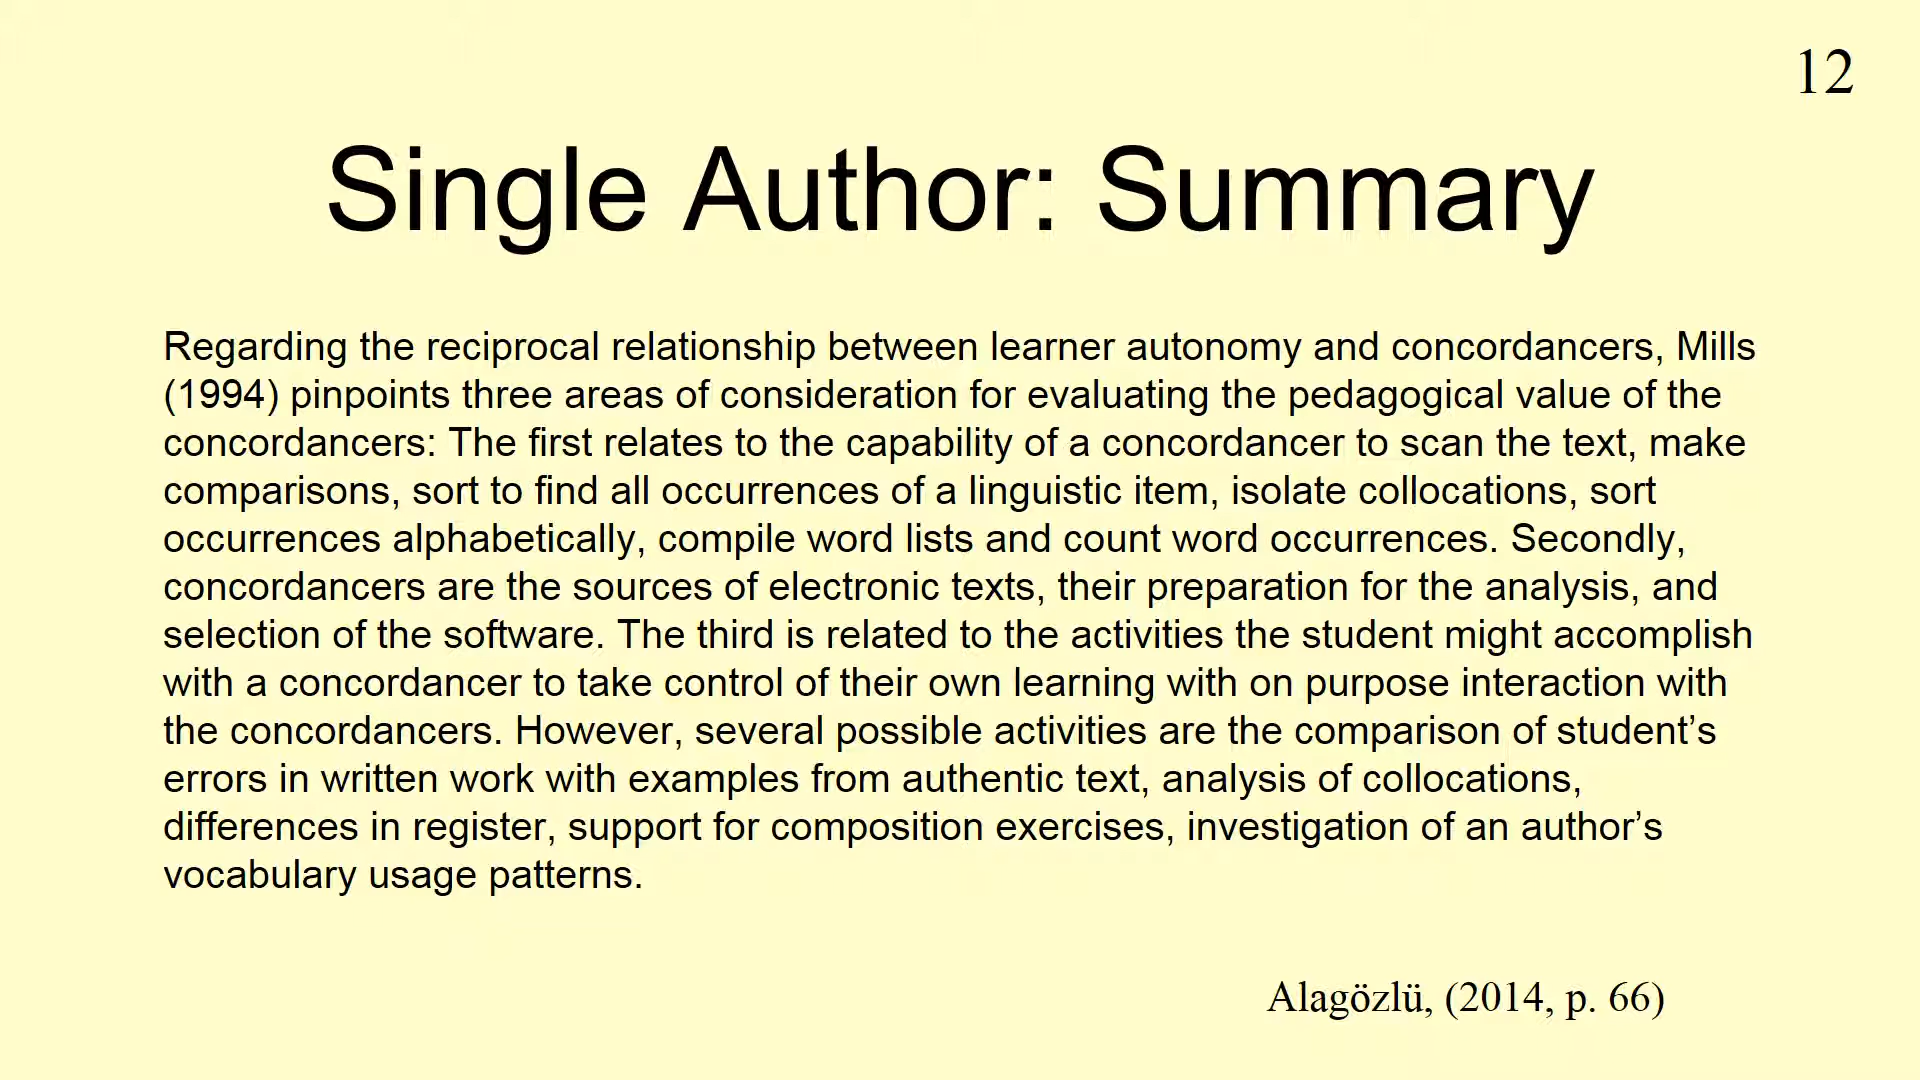 12
Single Author: Summary
Regarding the reciprocal relationship between learner autonomy and concordancers, Mills
(1994) pinpoints three areas of consideration for evaluating the pedagogical value of the
concordancers: The first relates to the capability of a concordancer to scan the text, make
comparisons, sort to find all occurrences of a linguistic item, isolate collocations, sort
occurrences alphabetically, compile word lists and count word occurrences. Secondly,
concordancers are the sources of electronic texts, their preparation for the analysis, and
selection of the software. The third is related to the activities the student might accomplish
with a concordancer to take control of their own learning with on purpose interaction with
the concordancers. However, several possible activities are the comparison of student’s
errors in written work with examples from authentic text, analysis of collocations,
differences in register, support for composition exercises, investigation of an author’s
vocabulary usage patterns.
Alagözlü, (2014, p. 66)